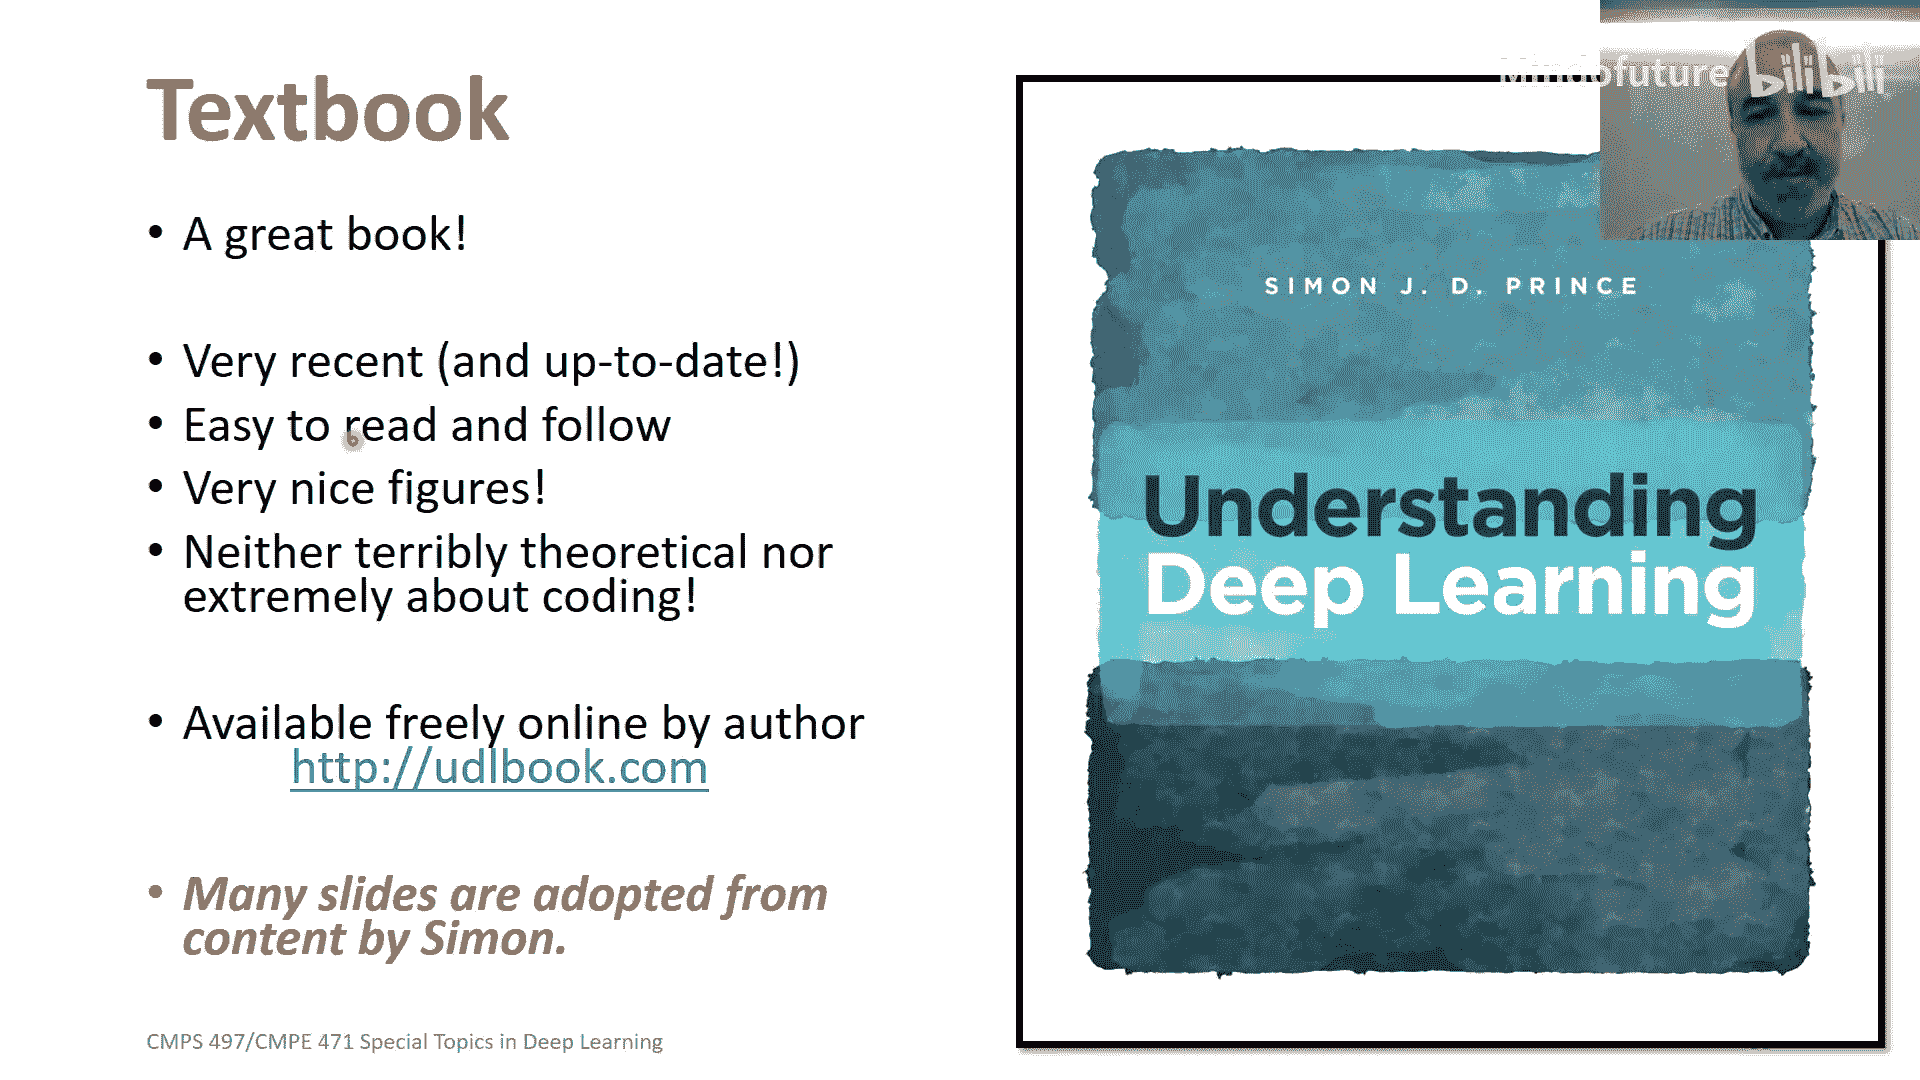 Textbook
• A great book!
• Very recent (and up-to-date!)
• Easy to read and follow
• Very nice figures!
• Neither terribly theoretical nor
extremely about coding!
• Available freely online by author
http://udlbook.com
• Many slides are adopted from
content by Simon.
CMPS 497/CMPE 471 Special Topics in Deep Learning
Mindofuture bilibili
SIMON J. D. PRINCE
Understanding
Deep Learning